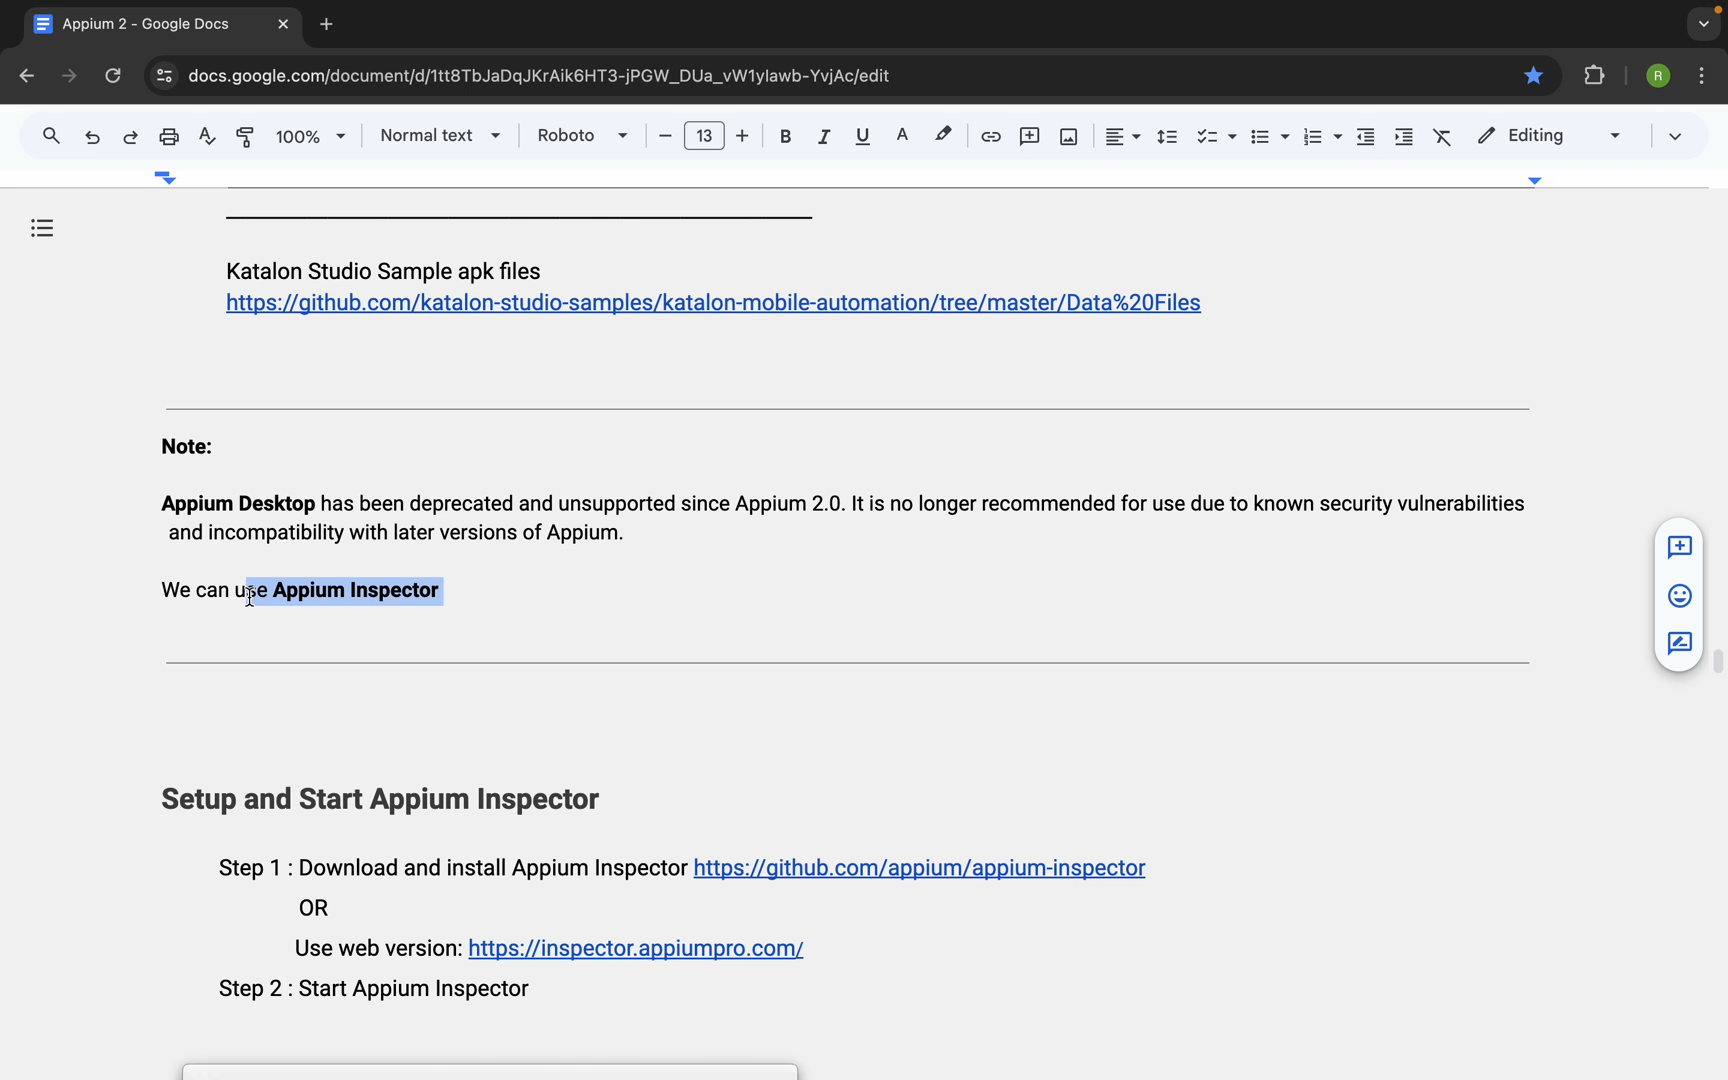 Appium 2 - Google Docs
docs.google.com/document/d/1tt8TbJaDqJKrAik6HT3-jPGW_DUa_vW1ylawb-YvjAc/edit
R
100%
Normal text
Roboto
13
B I U A
Editing
Katalon Studio Sample apk files
https://github.com/katalon-studio-samples/katalon-mobile-automation/tree/master/Data%20Files
Note:
Appium Desktop has been deprecated and unsupported since Appium 2.0. It is no longer recommended for use due to known security vulnerabilities
and incompatibility with later versions of Appium.
We can use Appium Inspector
Setup and Start Appium Inspector
Step 1 : Download and install Appium Inspector https://github.com/appium/appium-inspector
OR
Use web version: https://inspector.appiumpro.com/
Step 2 : Start Appium Inspector